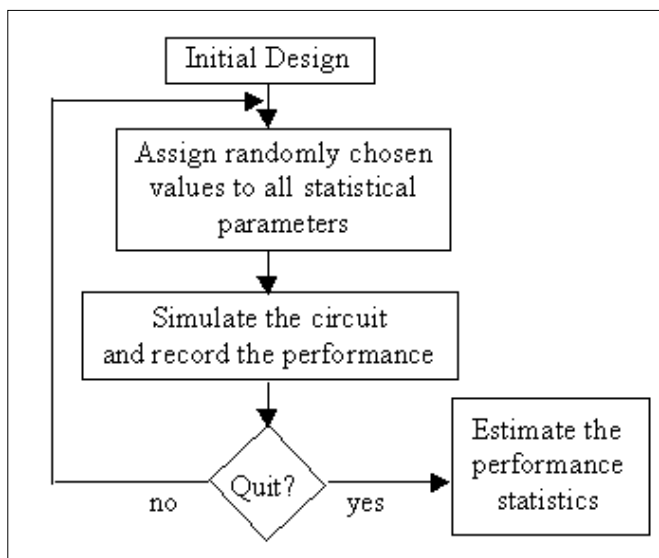 Initial Design
Assign randomly chosen
values to all statistical
parameters
Simulate the circuit
and record the performance
Quit?
no
yes
Estimate the
performance
statistics